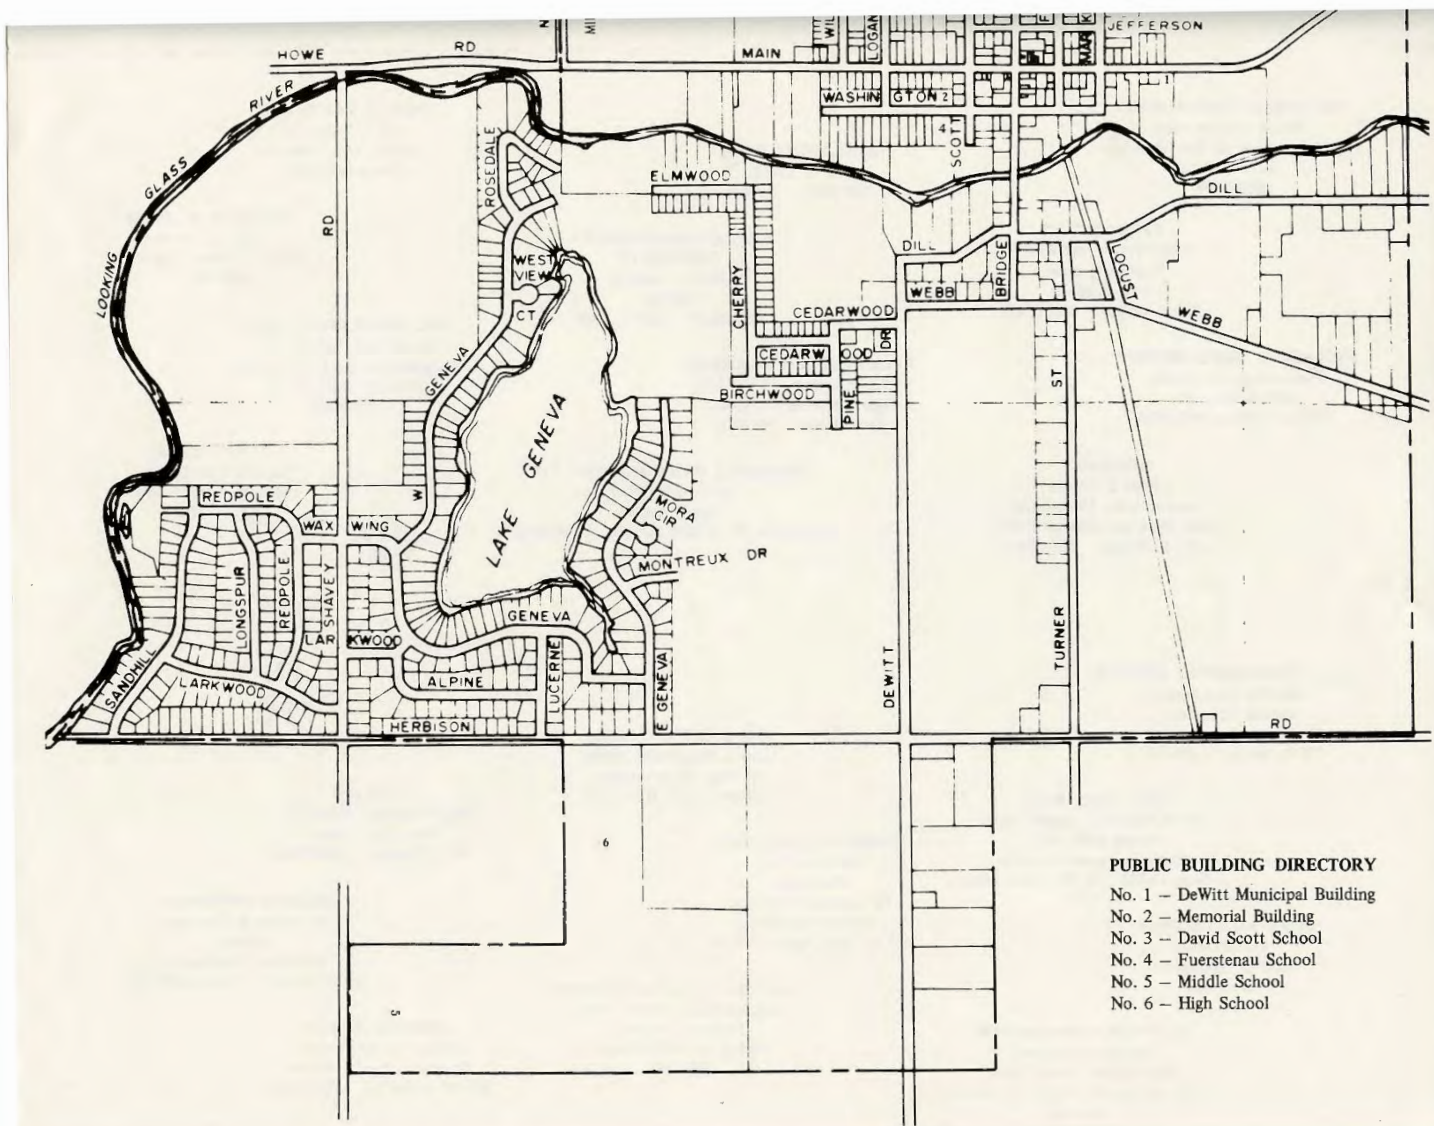 JEFFERSON
LOGAN
MAR
HOWE RD
MAIN
WASHINGTON 2
LOOKING GLASS RIVER
4
SCOTT
ROSEDALE
ELMWOOD
DILL
RD
WEST
VIEW
CT
DILL
BRIDGE
LOCUST
CHERRY
WEBB
CEDARWOOD
WEBB
CEDARWOOD
DR
PINE
BIRCHWOOD
W GENEVA
LAKE GENEVA
ST
REDPOLE
WAXWING
MORA
CIR
MONTREUX DR
LONGSPUR
REDPOLE
SHAVEY
GENEVA
LARKWOOD
TURNER
SANDHILL
LARKWOOD
ALPINE
LUCERNE
E GENEVA
DEWITT
HERBISON
RD
6
5
PUBLIC BUILDING DIRECTORY
No. 1 – DeWitt Municipal Building
No. 2 – Memorial Building
No. 3 – David Scott School
No. 4 – Fuerstenau School
No. 5 – Middle School
No. 6 – High School